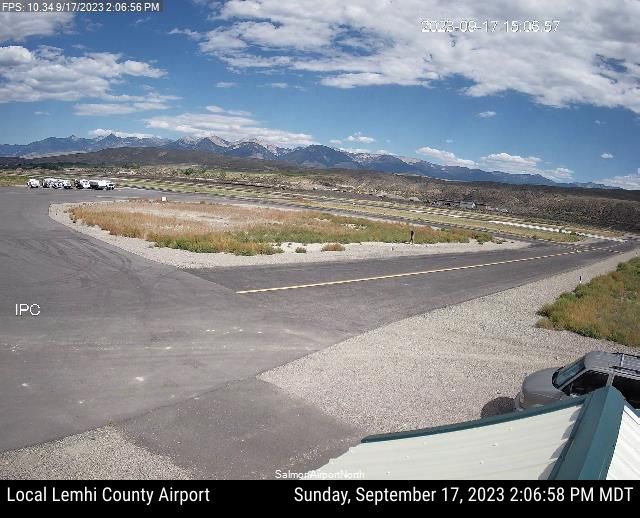 FPS: 10.34 9/17/2023 2:06:56 PM
2023-09-17 15:06:57
IPC
SalmonAirportNorth
Local Lemhi County Airport
Sunday, September 17, 2023 2:06:58 PM MDT